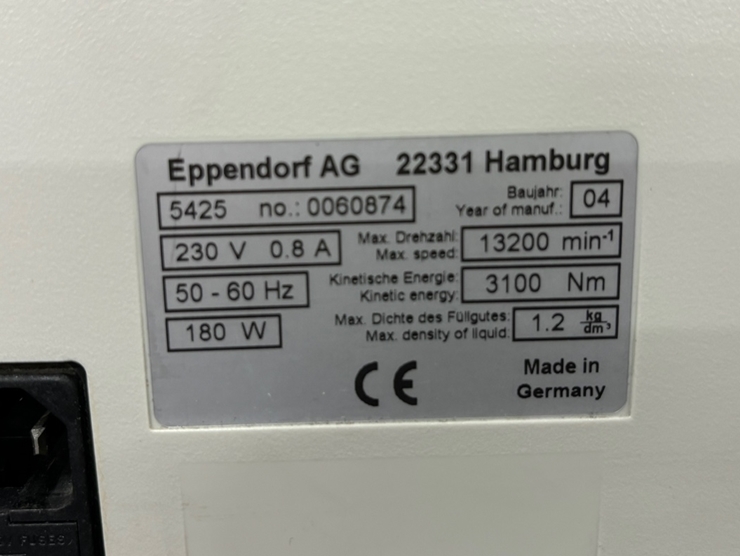 Eppendorf AG 22331 Hamburg
5425 no.: 0060874
Baujahr:
Year of manuf.: 04
230 V 0.8 A
Max. Drehzahl:
Max. speed: 13200 min⁻¹
50 - 60 Hz
Kinetische Energie:
Kinetic energy: 3100 Nm
180 W
Max. Dichte des Füllgutes:
Max. density of liquid: 1.2 kg/dm³
CE
Made in
Germany
FUSES